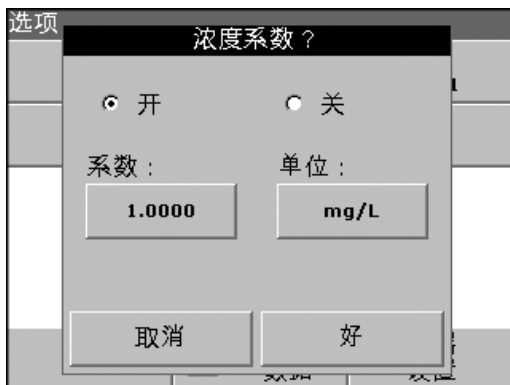 选项
浓度系数？
开 关
系数： 单位：
1.0000 mg/L
取消 好